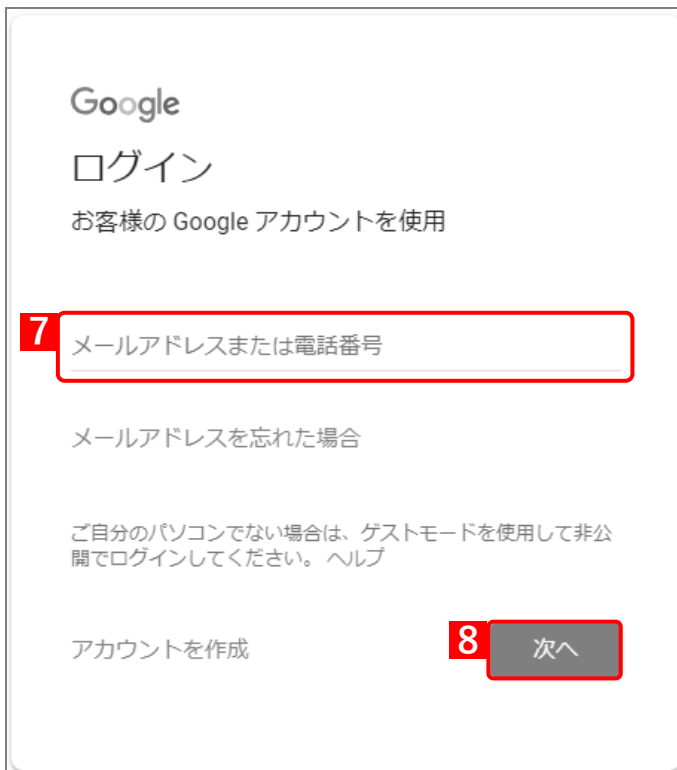 Google
ログイン
お客様の Google アカウントを使用
7
メールアドレスまたは電話番号
メールアドレスを忘れた場合
ご自分のパソコンでない場合は、ゲストモードを使用して非公
開でログインしてください。 ヘルプ
アカウントを作成
8
次へ